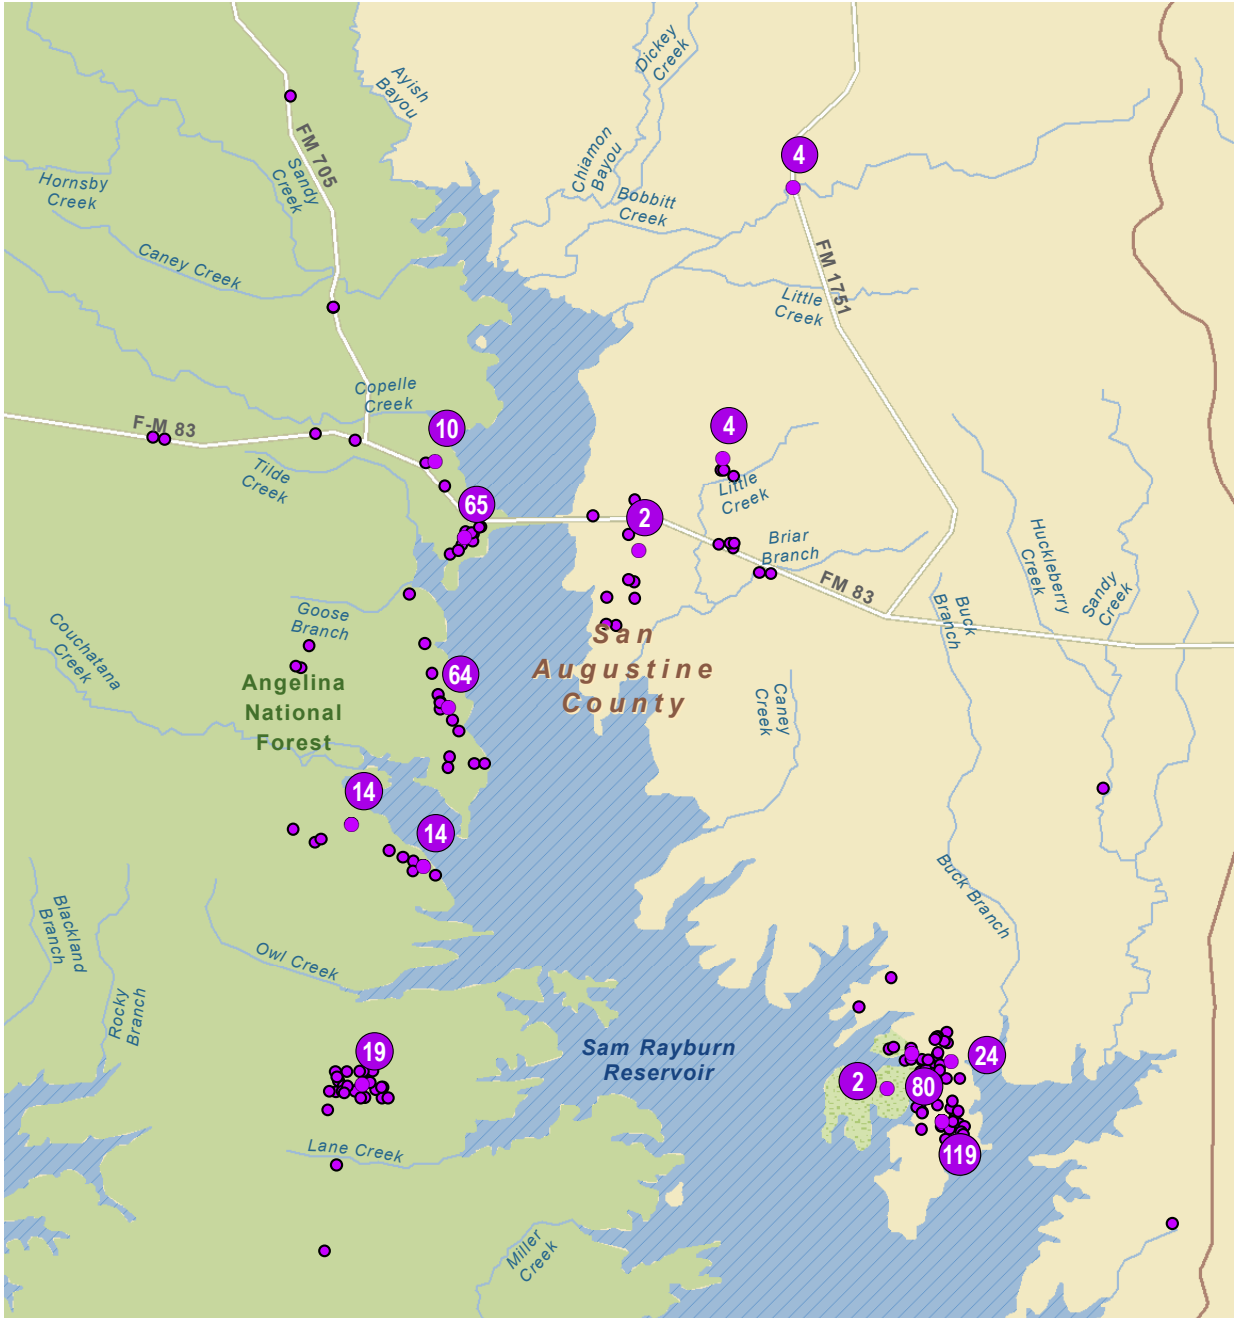 Dickey
Creek
Ayish
Bayou
FM 705
Chiamon
Bayou
4
Sandy
Creek
Hornsby
Creek
Bobbitt
Creek
Caney Creek
FM 1751
Little
Creek
Copelle
Creek
F-M 83
10
4
Tilde
Creek
65
Little
Creek
2
Briar
Branch
Huckleberry
Creek
Sandy
Creek
FM 83
Buck
Branch
Goose
Branch
Couchatana
Creek
San
Augustine
County
64
Angelina
National
Forest
Caney
Creek
14
14
Buck Branch
Blackland
Branch
Owl Creek
Rocky
Branch
19
Sam Rayburn
Reservoir
24
2
80
Lane Creek
119
Miller
Creek